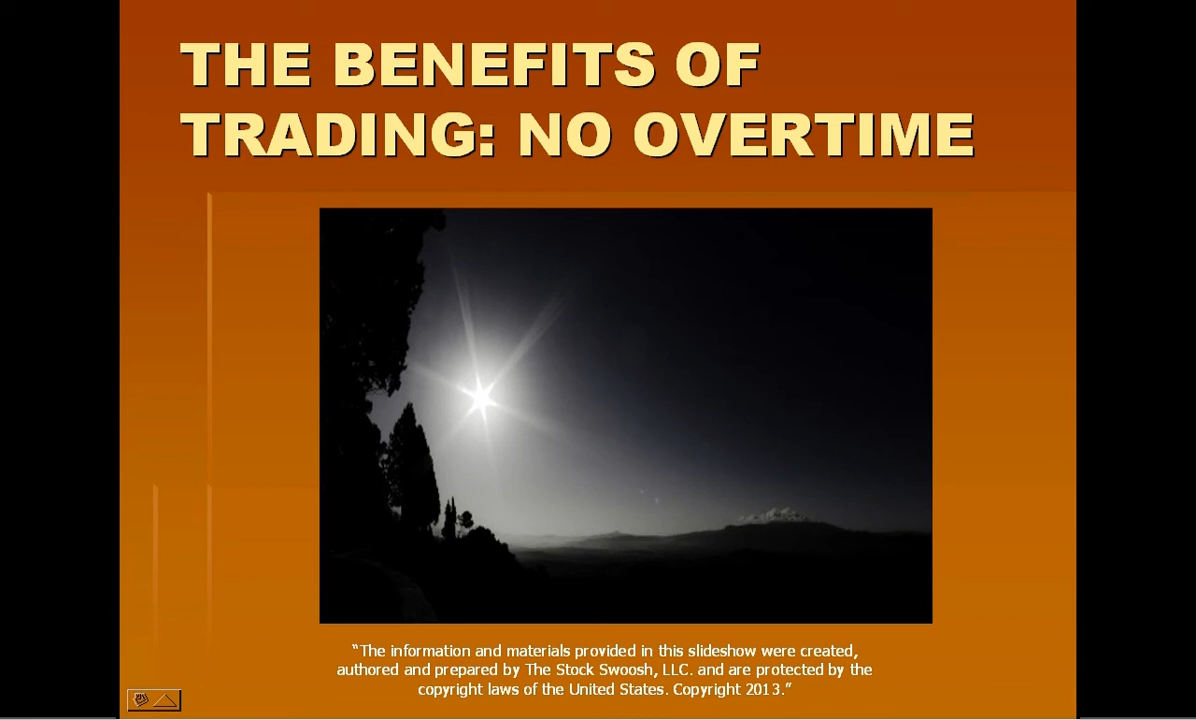 THE BENEFITS OF
TRADING: NO OVERTIME
“The information and materials provided in this slideshow were created,
authored and prepared by The Stock Swoosh, LLC. and are protected by the
copyright laws of the United States. Copyright 2013.”